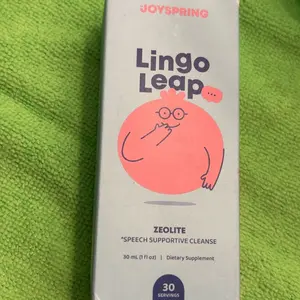 JOYSPRING
Lingo
Leap
ZEOLITE
*SPEECH SUPPORTIVE CLEANSE
30 mL (1 fl oz) | Dietary Supplement
30
SERVINGS